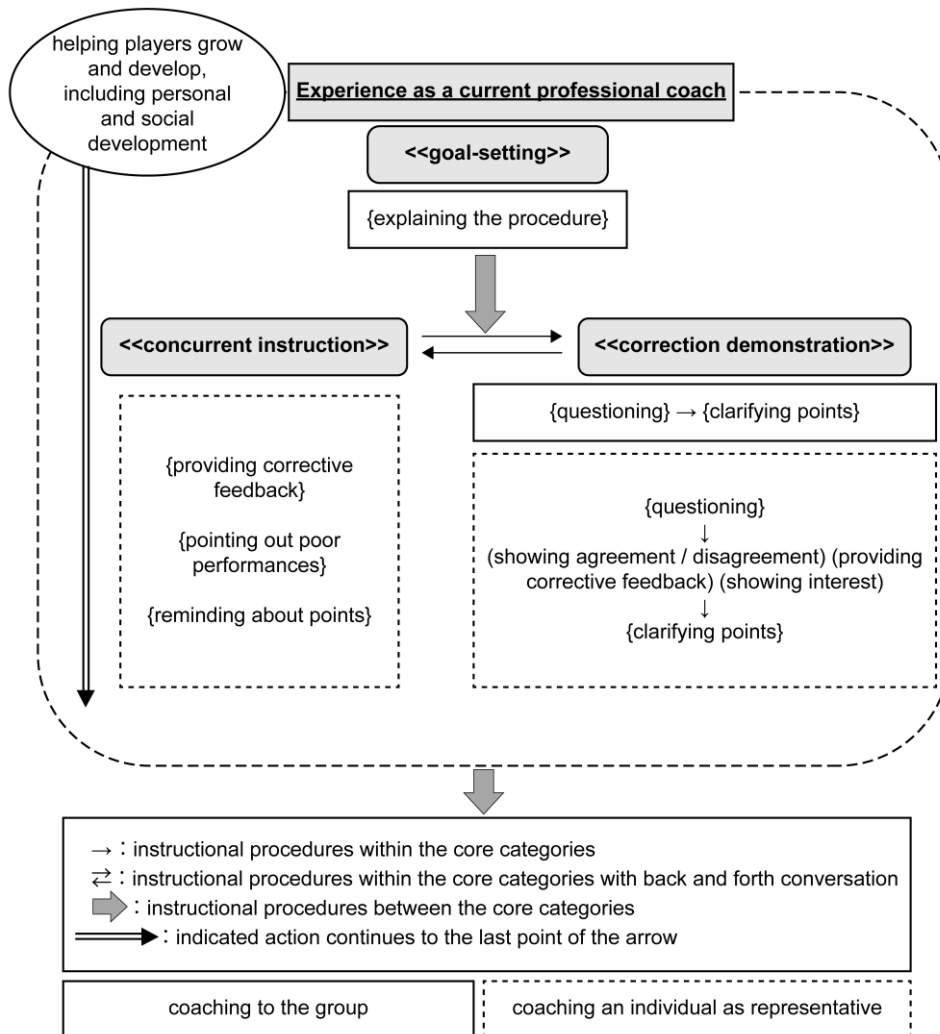 helping players grow
and develop,
including personal
and social
development
Experience as a current professional coach
<<goal-setting>>
{explaining the procedure}
<<concurrent instruction>>
<<correction demonstration>>
{questioning} → {clarifying points}
{providing corrective
feedback}
{pointing out poor
performances}
{reminding about points}
{questioning}
↓
(showing agreement / disagreement) (providing
corrective feedback) (showing interest)
↓
{clarifying points}
→ : instructional procedures within the core categories
⇄ : instructional procedures within the core categories with back and forth conversation
: instructional procedures between the core categories
: indicated action continues to the last point of the arrow
coaching to the group
coaching an individual as representative